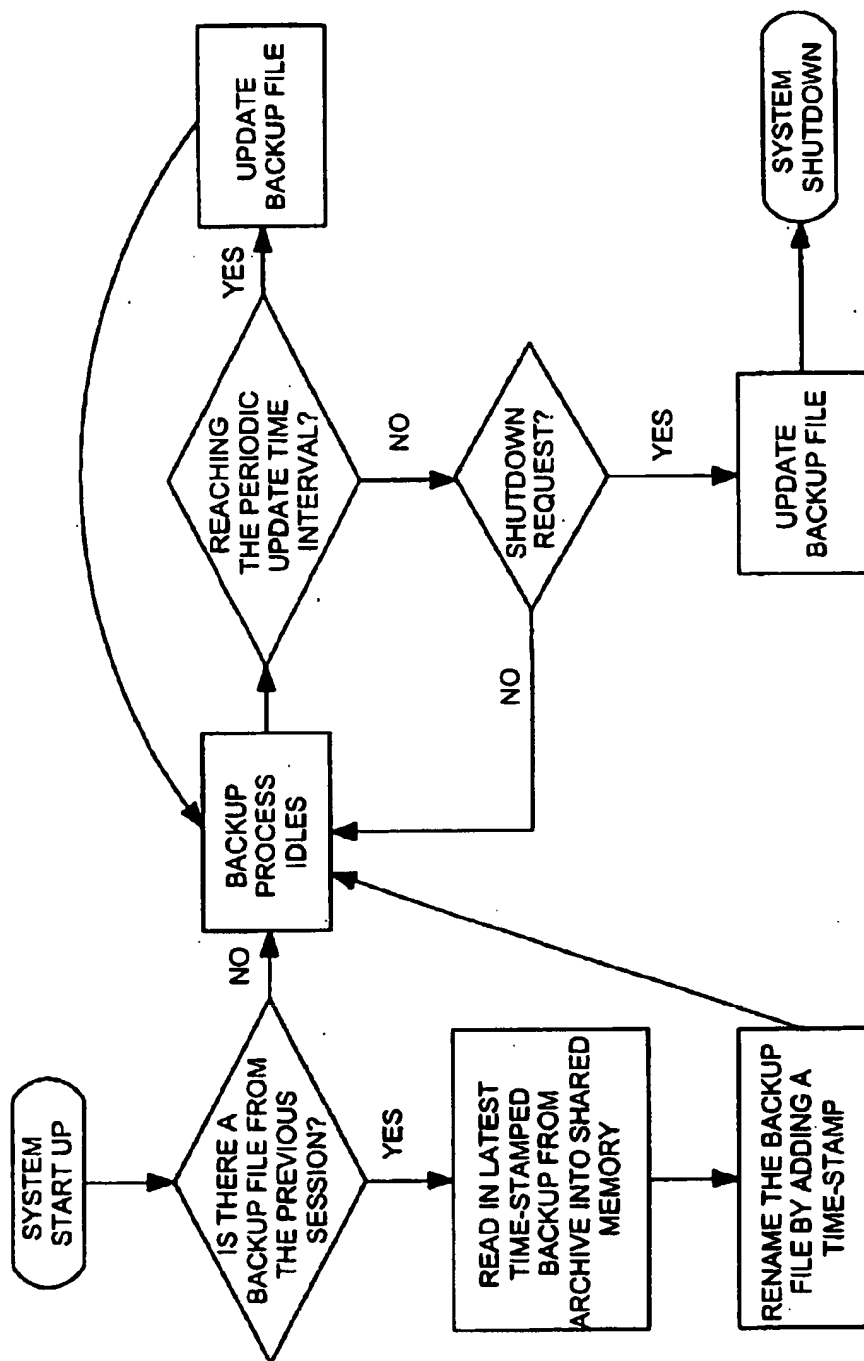 SYSTEM
START UP
IS THERE A
BACKUP FILE FROM
THE PREVIOUS
SESSION?
NO
YES
READ IN LATEST
TIME-STAMPED
BACKUP FROM
ARCHIVE INTO SHARED
MEMORY
RENAME THE BACKUP
FILE BY ADDING A
TIME-STAMP
BACKUP
PROCESS
IDLES
REACHING
THE PERIODIC
UPDATE TIME
INTERVAL?
YES
UPDATE
BACKUP FILE
NO
SHUTDOWN
REQUEST?
NO
YES
UPDATE
BACKUP FILE
SYSTEM
SHUTDOWN